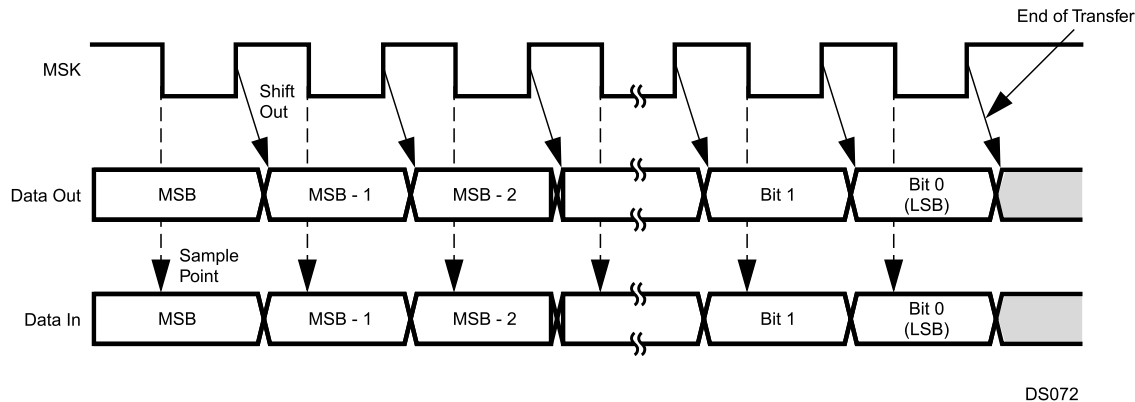 End of Transfer
MSK
Shift
Out
Data Out
MSB
MSB - 1
MSB - 2
Bit 1
Bit 0
(LSB)
Sample
Point
Data In
MSB
MSB - 1
MSB - 2
Bit 1
Bit 0
(LSB)
DS072